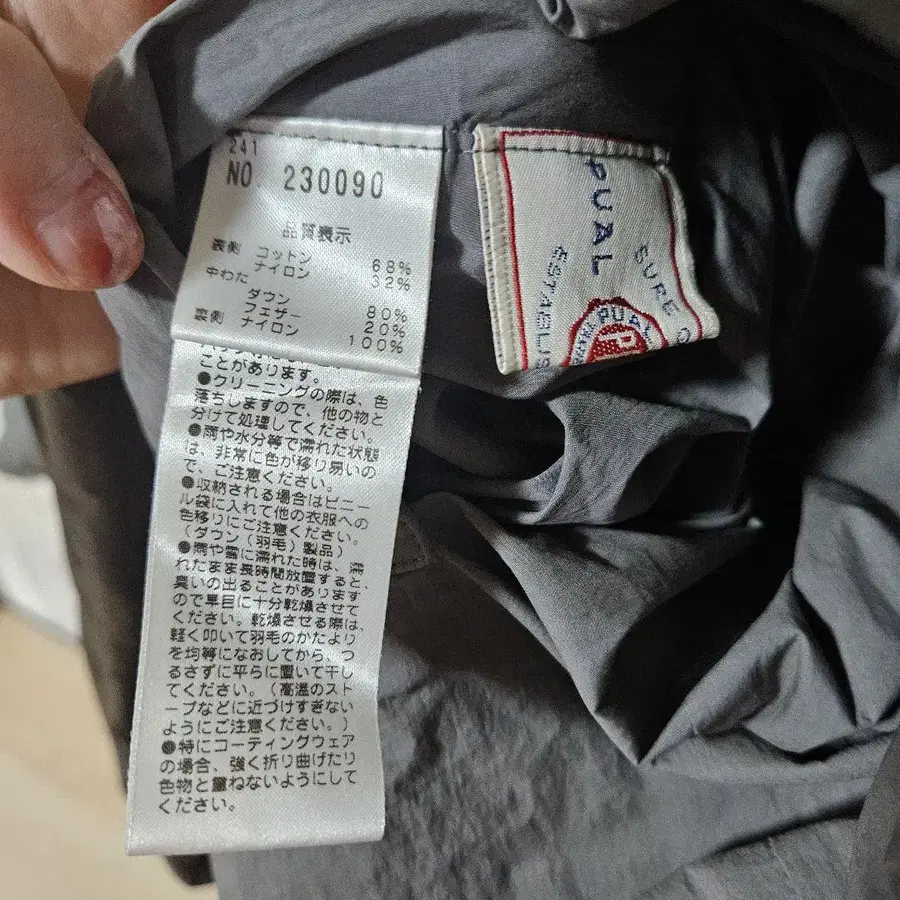 241
NO. 230090
品質表示
裏側 コットン 68%
ナイロン 32%
中わた
ダウン 80%
フェザー 20%
裏側 ナイロン 100%
ことがあります。
●クリーニングの際は、色
落ちしますので、他の物と
分けて処理してください。
●雨や水分等で濡れた状態
は、非常に色が移り易いの
で、ご注意ください。
●収納される場合はビニー
ル袋に入れて他の衣服への
色移りにご注意ください。
(ダウン(羽毛)製品)
●雨や雪に濡れた時は、濡
れたまま長時間放置すると、
臭いの出ることがあります
ので早目に十分乾燥させて
ください。乾燥させる際は、
軽く叩いて羽毛のかたより
を均等になおしてから、つ
るさずに平らに置いて干し
てください。(高温のスト
ーブなどに近づけすぎない
ようにご注意ください。)
●特にコーティングウェア
の場合、強く折り曲げたり
色物と重ねないようにして
ください。
PUAL
SURE
ESTABLIS
PUAL
P